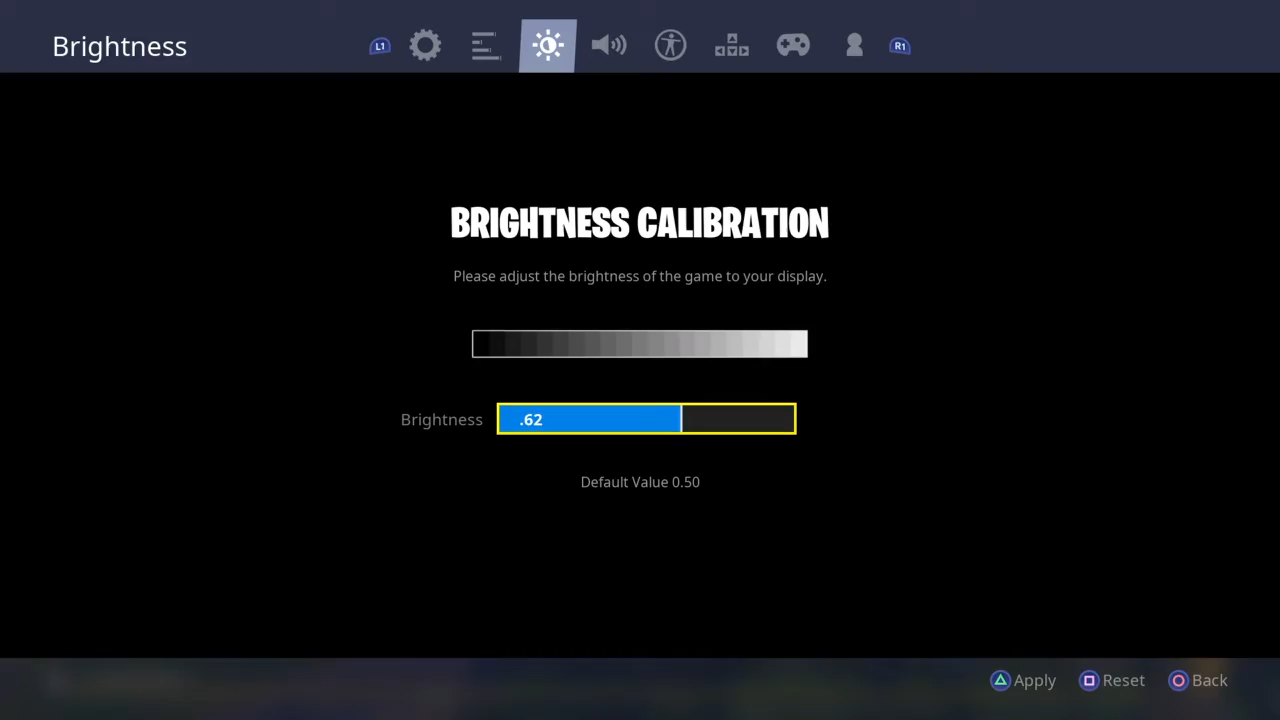 Brightness
L1
R1
BRIGHTNESS CALIBRATION
Please adjust the brightness of the game to your display.
Brightness .62
Default Value 0.50
Apply Reset Back